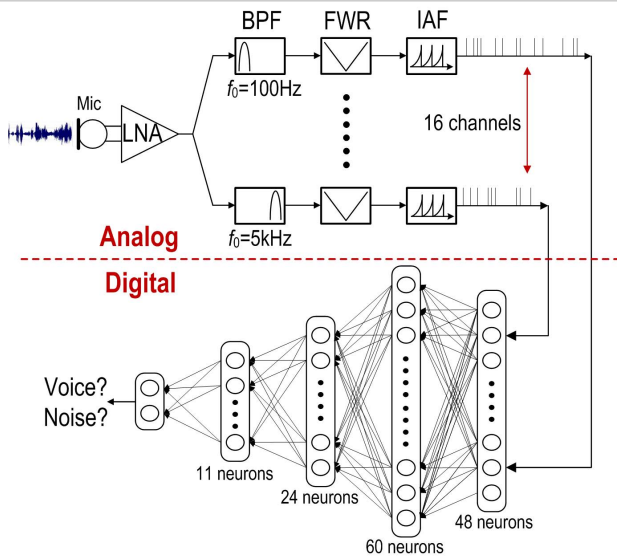 BPF FWR IAF
f₀=100Hz
Mic
LNA
16 channels
f₀=5kHz
Analog
Digital
Voice?
Noise?
11 neurons
24 neurons
48 neurons
60 neurons